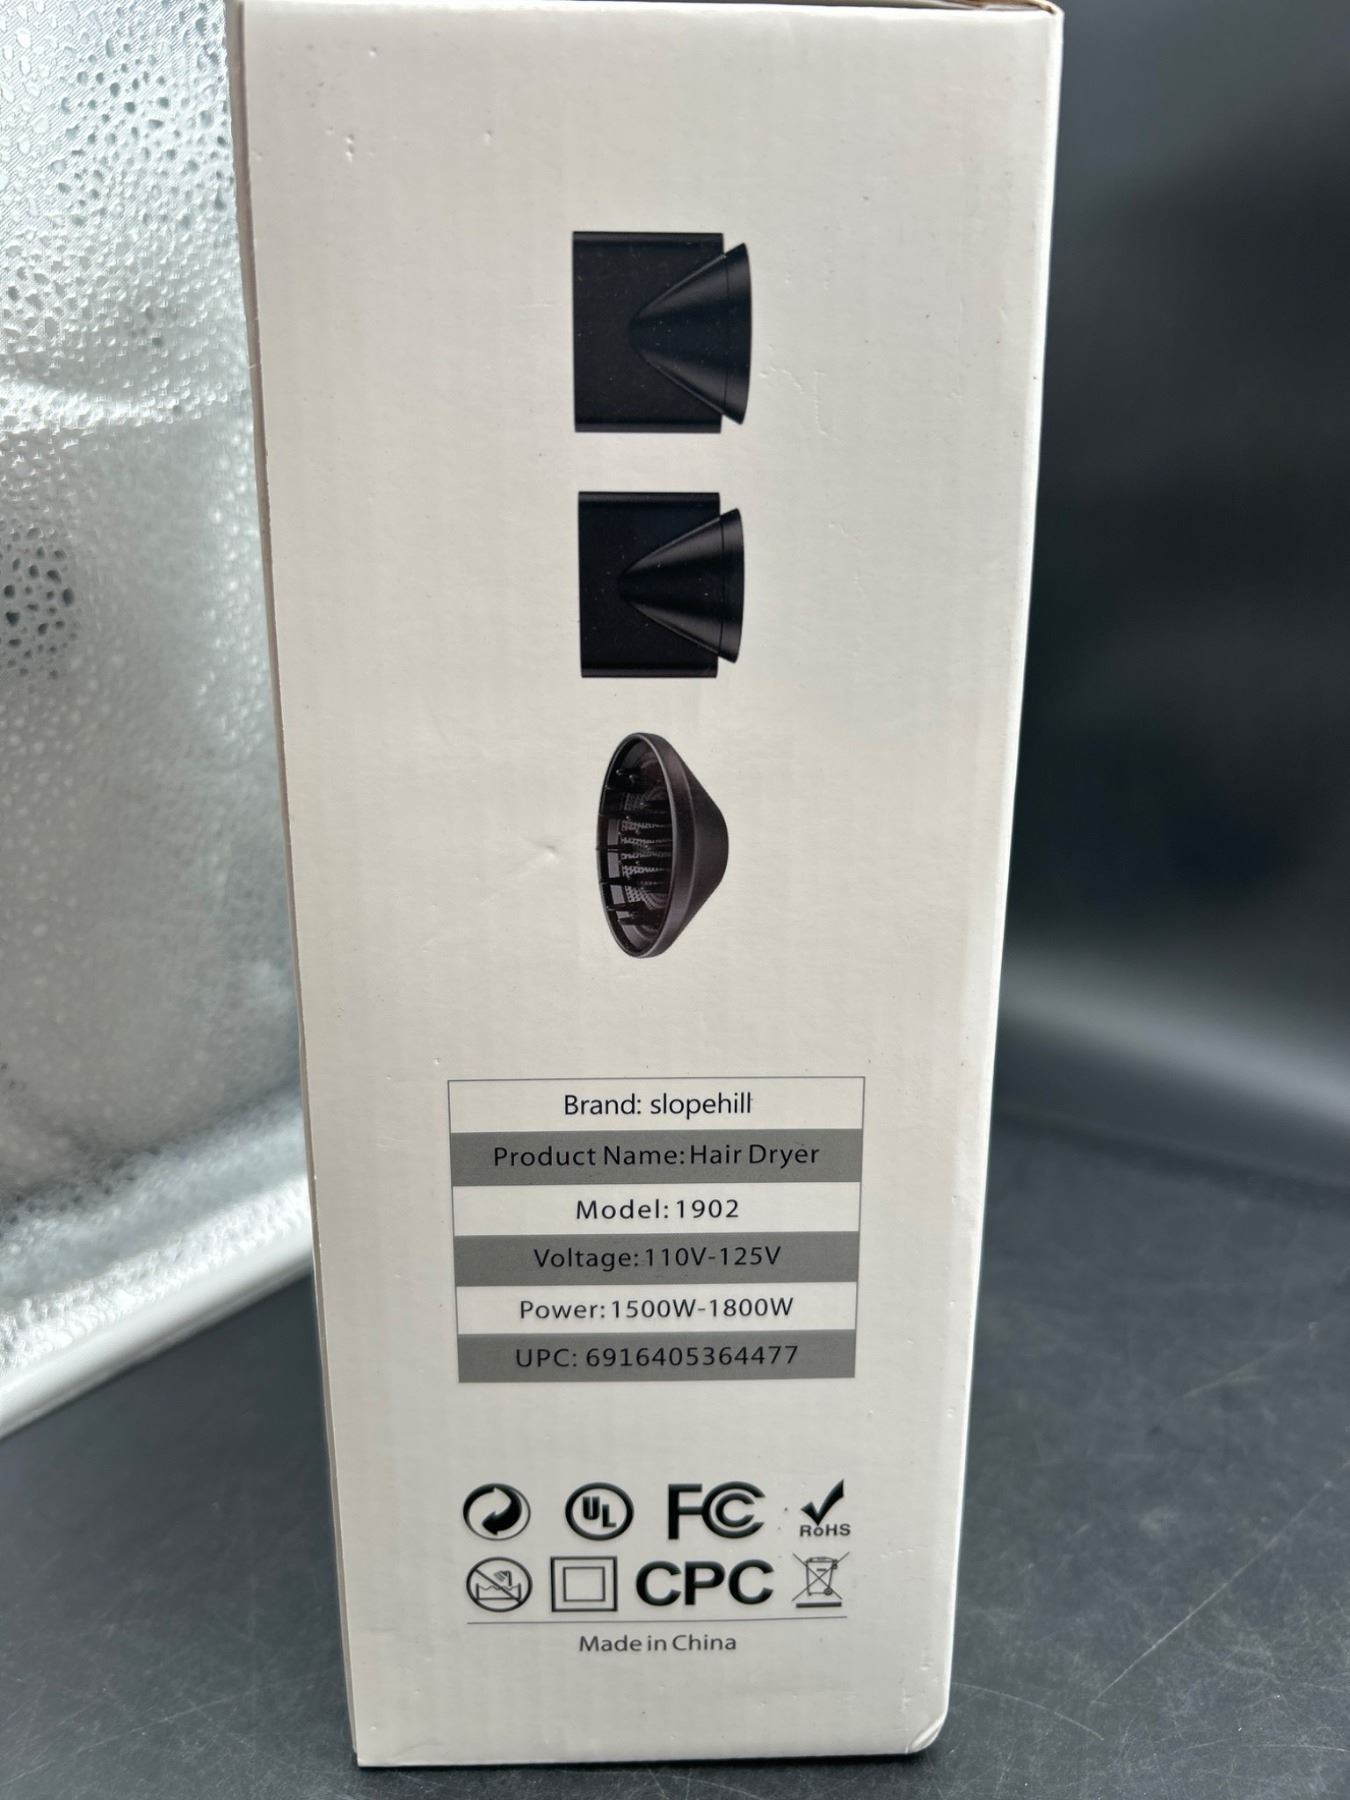 Brand: slopehill
Product Name:Hair Dryer
Model:1902
Voltage:110V-125V
Power:1500W-1800W
UPC: 6916405364477
UL FC RoHS
CPC
Made in China